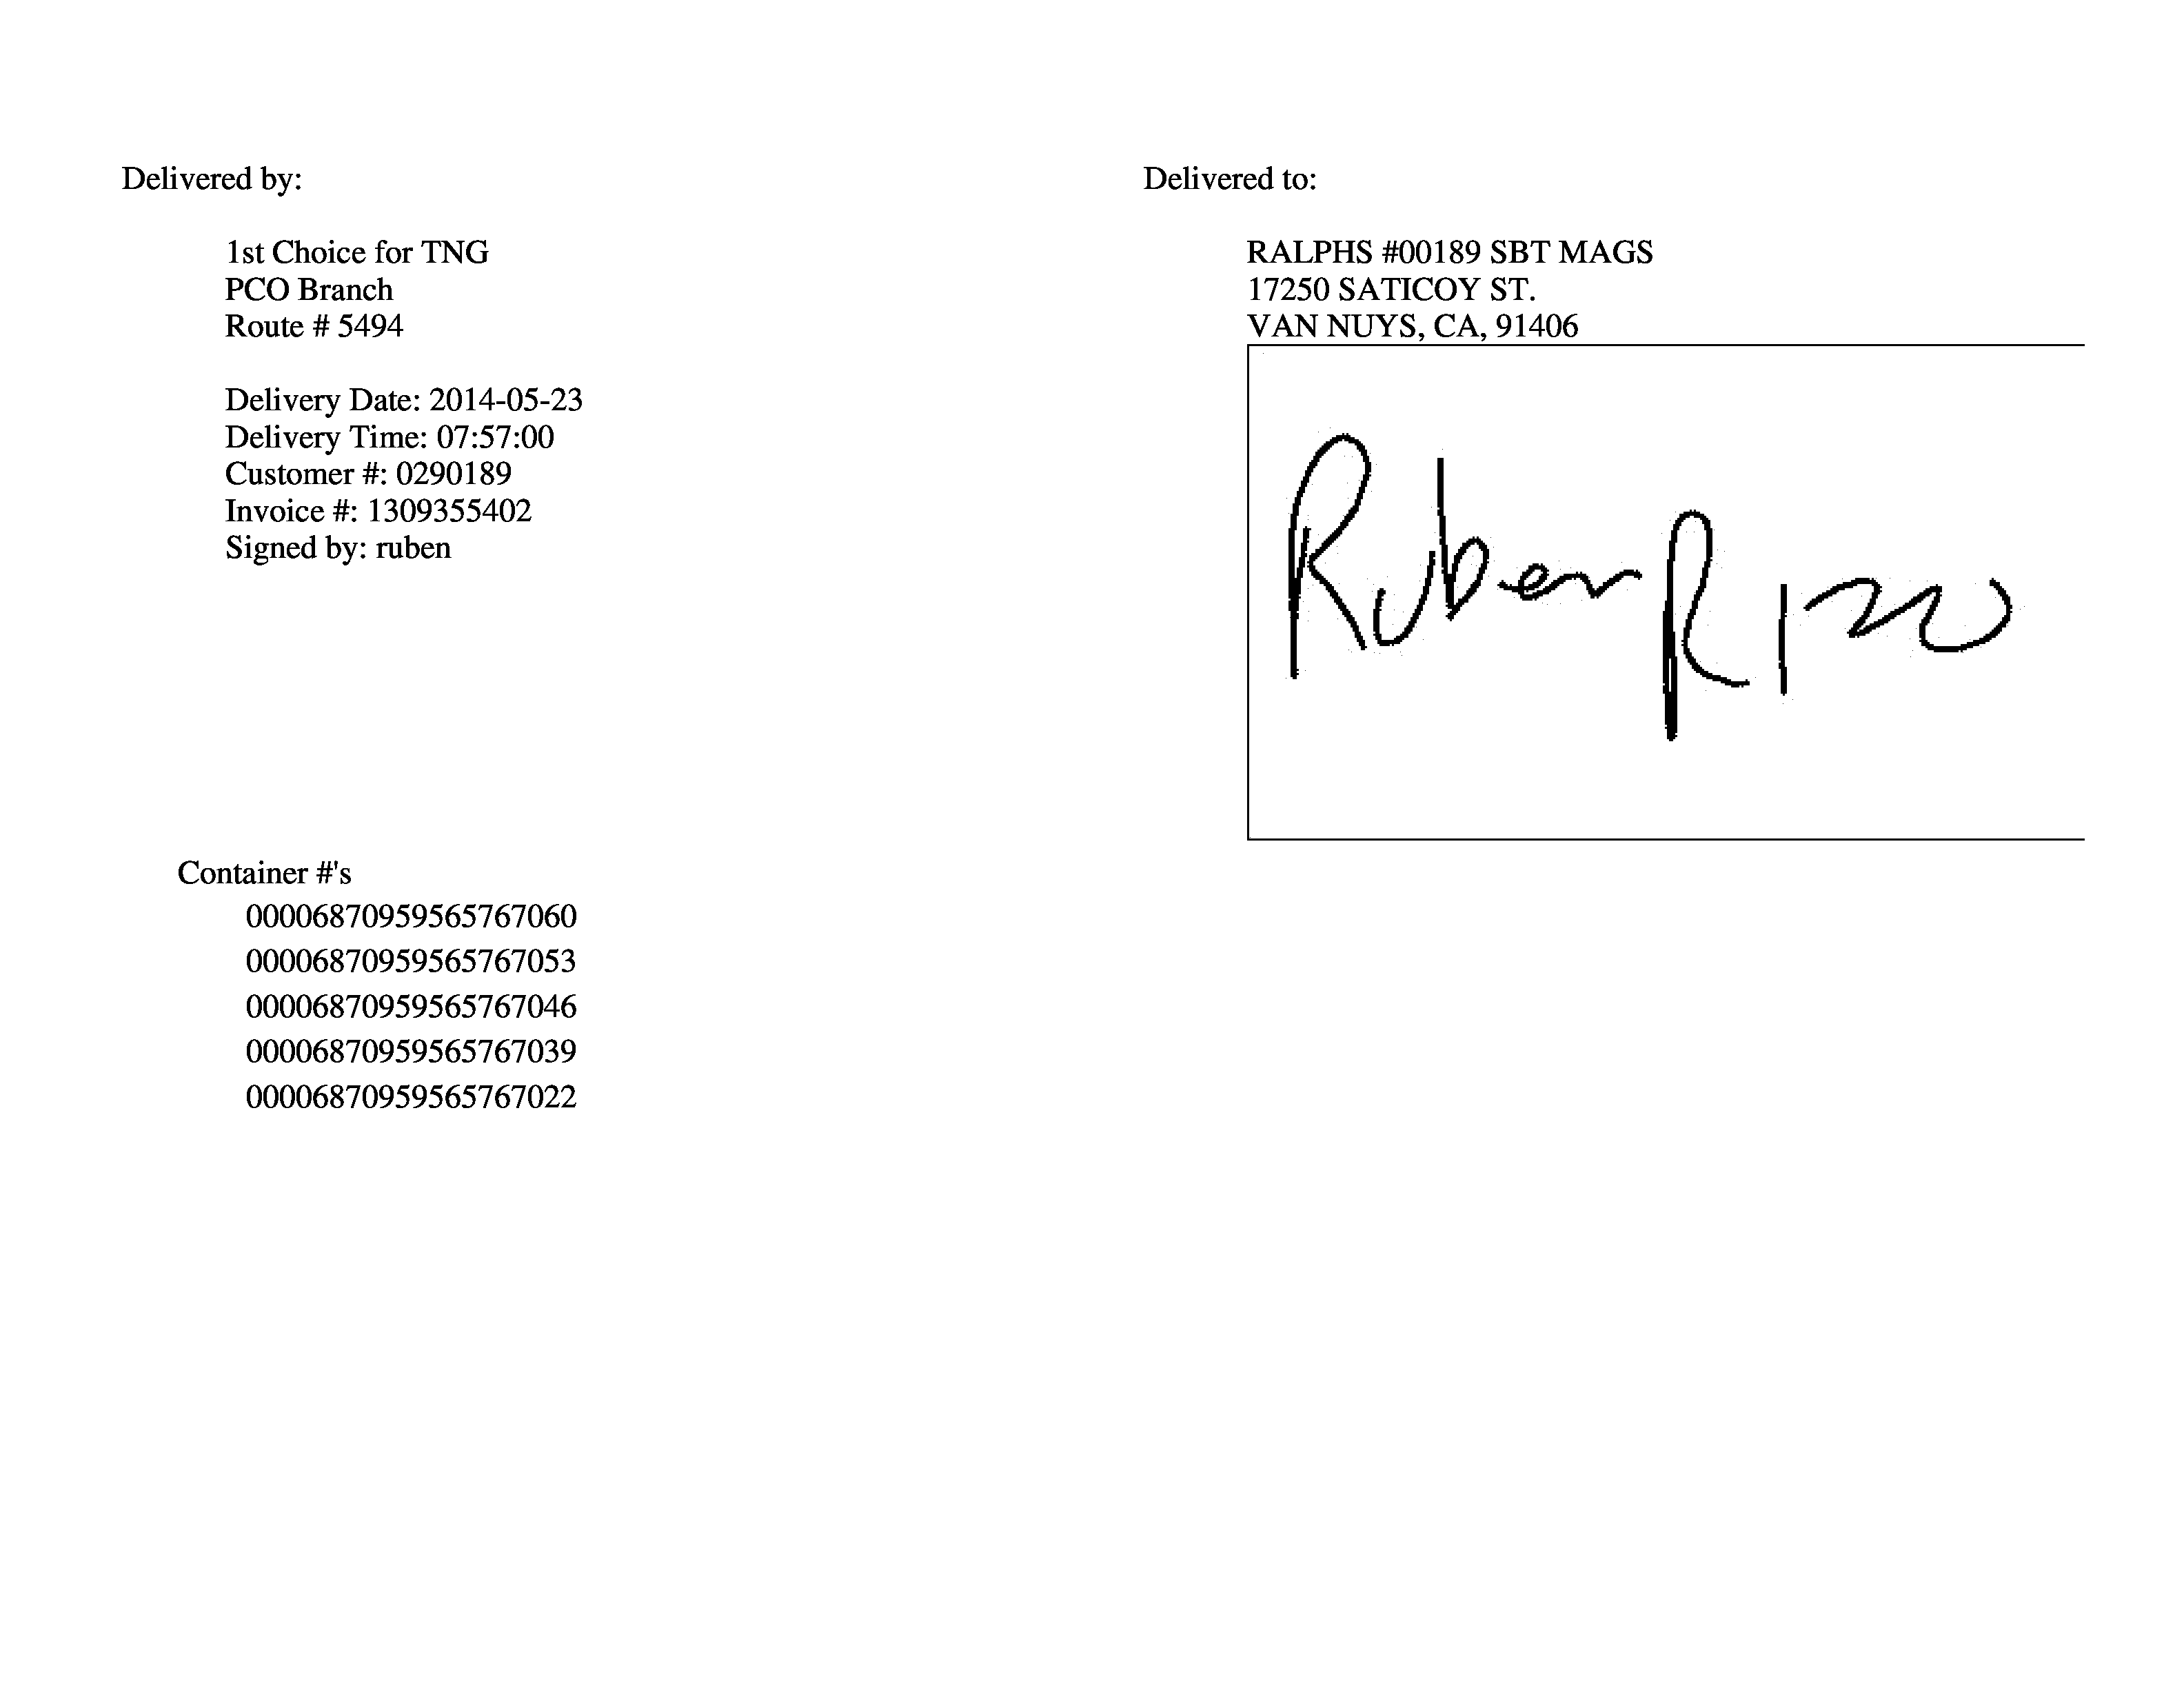 Delivered by:
1st Choice for TNG
PCO Branch
Route # 5494
Delivery Date: 2014-05-23
Delivery Time: 07:57:00
Customer #: 0290189
Invoice #: 1309355402
Signed by: ruben
Delivered to:
RALPHS #00189 SBT MAGS
17250 SATICOY ST.
VAN NUYS, CA, 91406
Ruben
Container #'s
00006870959565767060
00006870959565767053
00006870959565767046
00006870959565767039
00006870959565767022